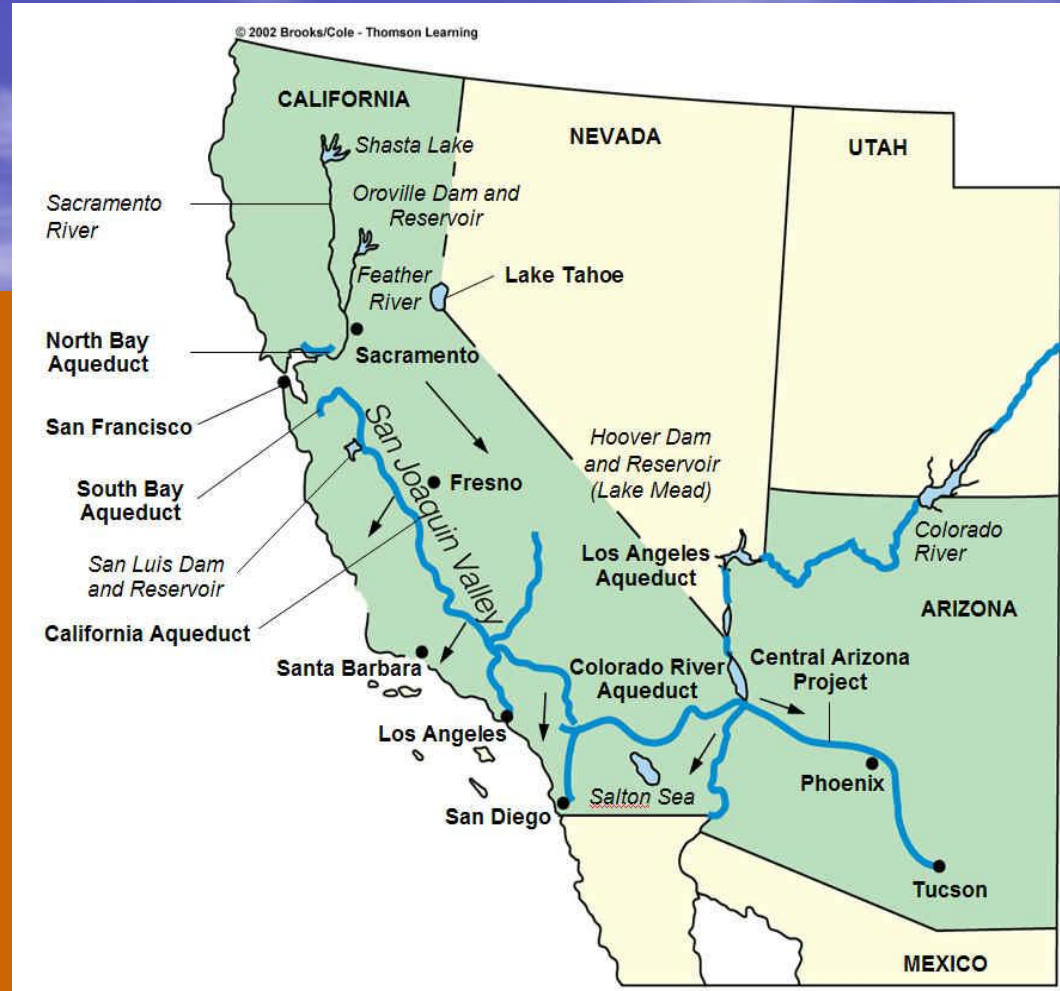 © 2002 Brooks/Cole - Thomson Learning
CALIFORNIA
NEVADA
UTAH
Shasta Lake
Sacramento
River
Oroville Dam and
Reservoir
Feather
River
Lake Tahoe
North Bay
Aqueduct
Sacramento
San Francisco
San Joaquin Valley
Hoover Dam
and Reservoir
(Lake Mead)
South Bay
Aqueduct
Fresno
Colorado
River
San Luis Dam
and Reservoir
Los Angeles
Aqueduct
ARIZONA
California Aqueduct
Santa Barbara
Colorado River
Aqueduct
Central Arizona
Project
Los Angeles
Phoenix
San Diego
Salton Sea
Tucson
MEXICO